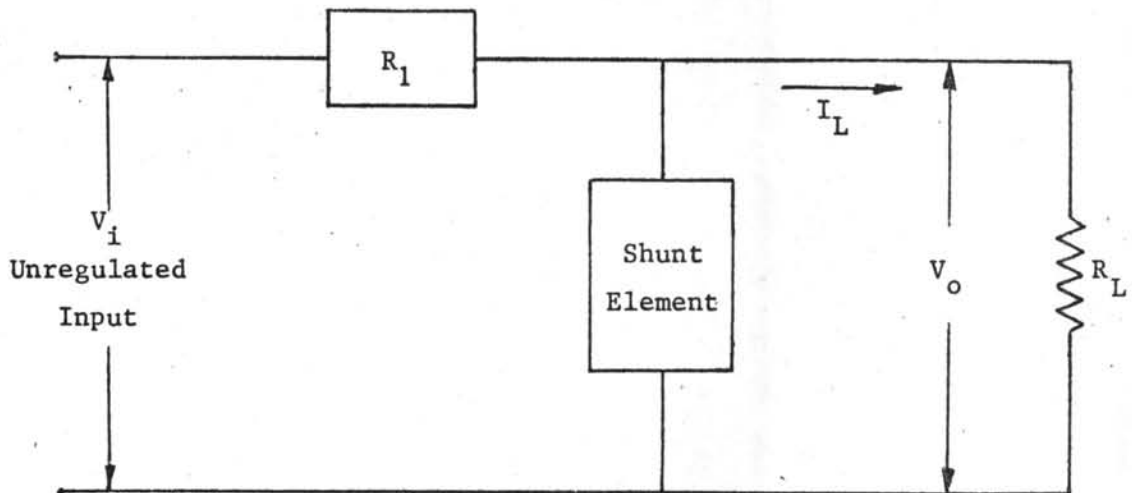 R1
IL
Vi
Unregulated
Input
Shunt
Element
Vo
RL